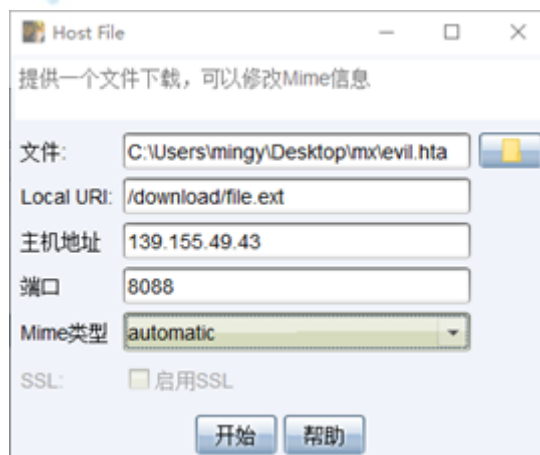 Host File
提供一个文件下载，可以修改Mime信息
文件: C:\Users\mingy\Desktop\mx\evil.hta
Local URI: /download/file.ext
主机地址 139.155.49.43
端口 8088
Mime类型 automatic
SSL: 启用SSL
开始 帮助